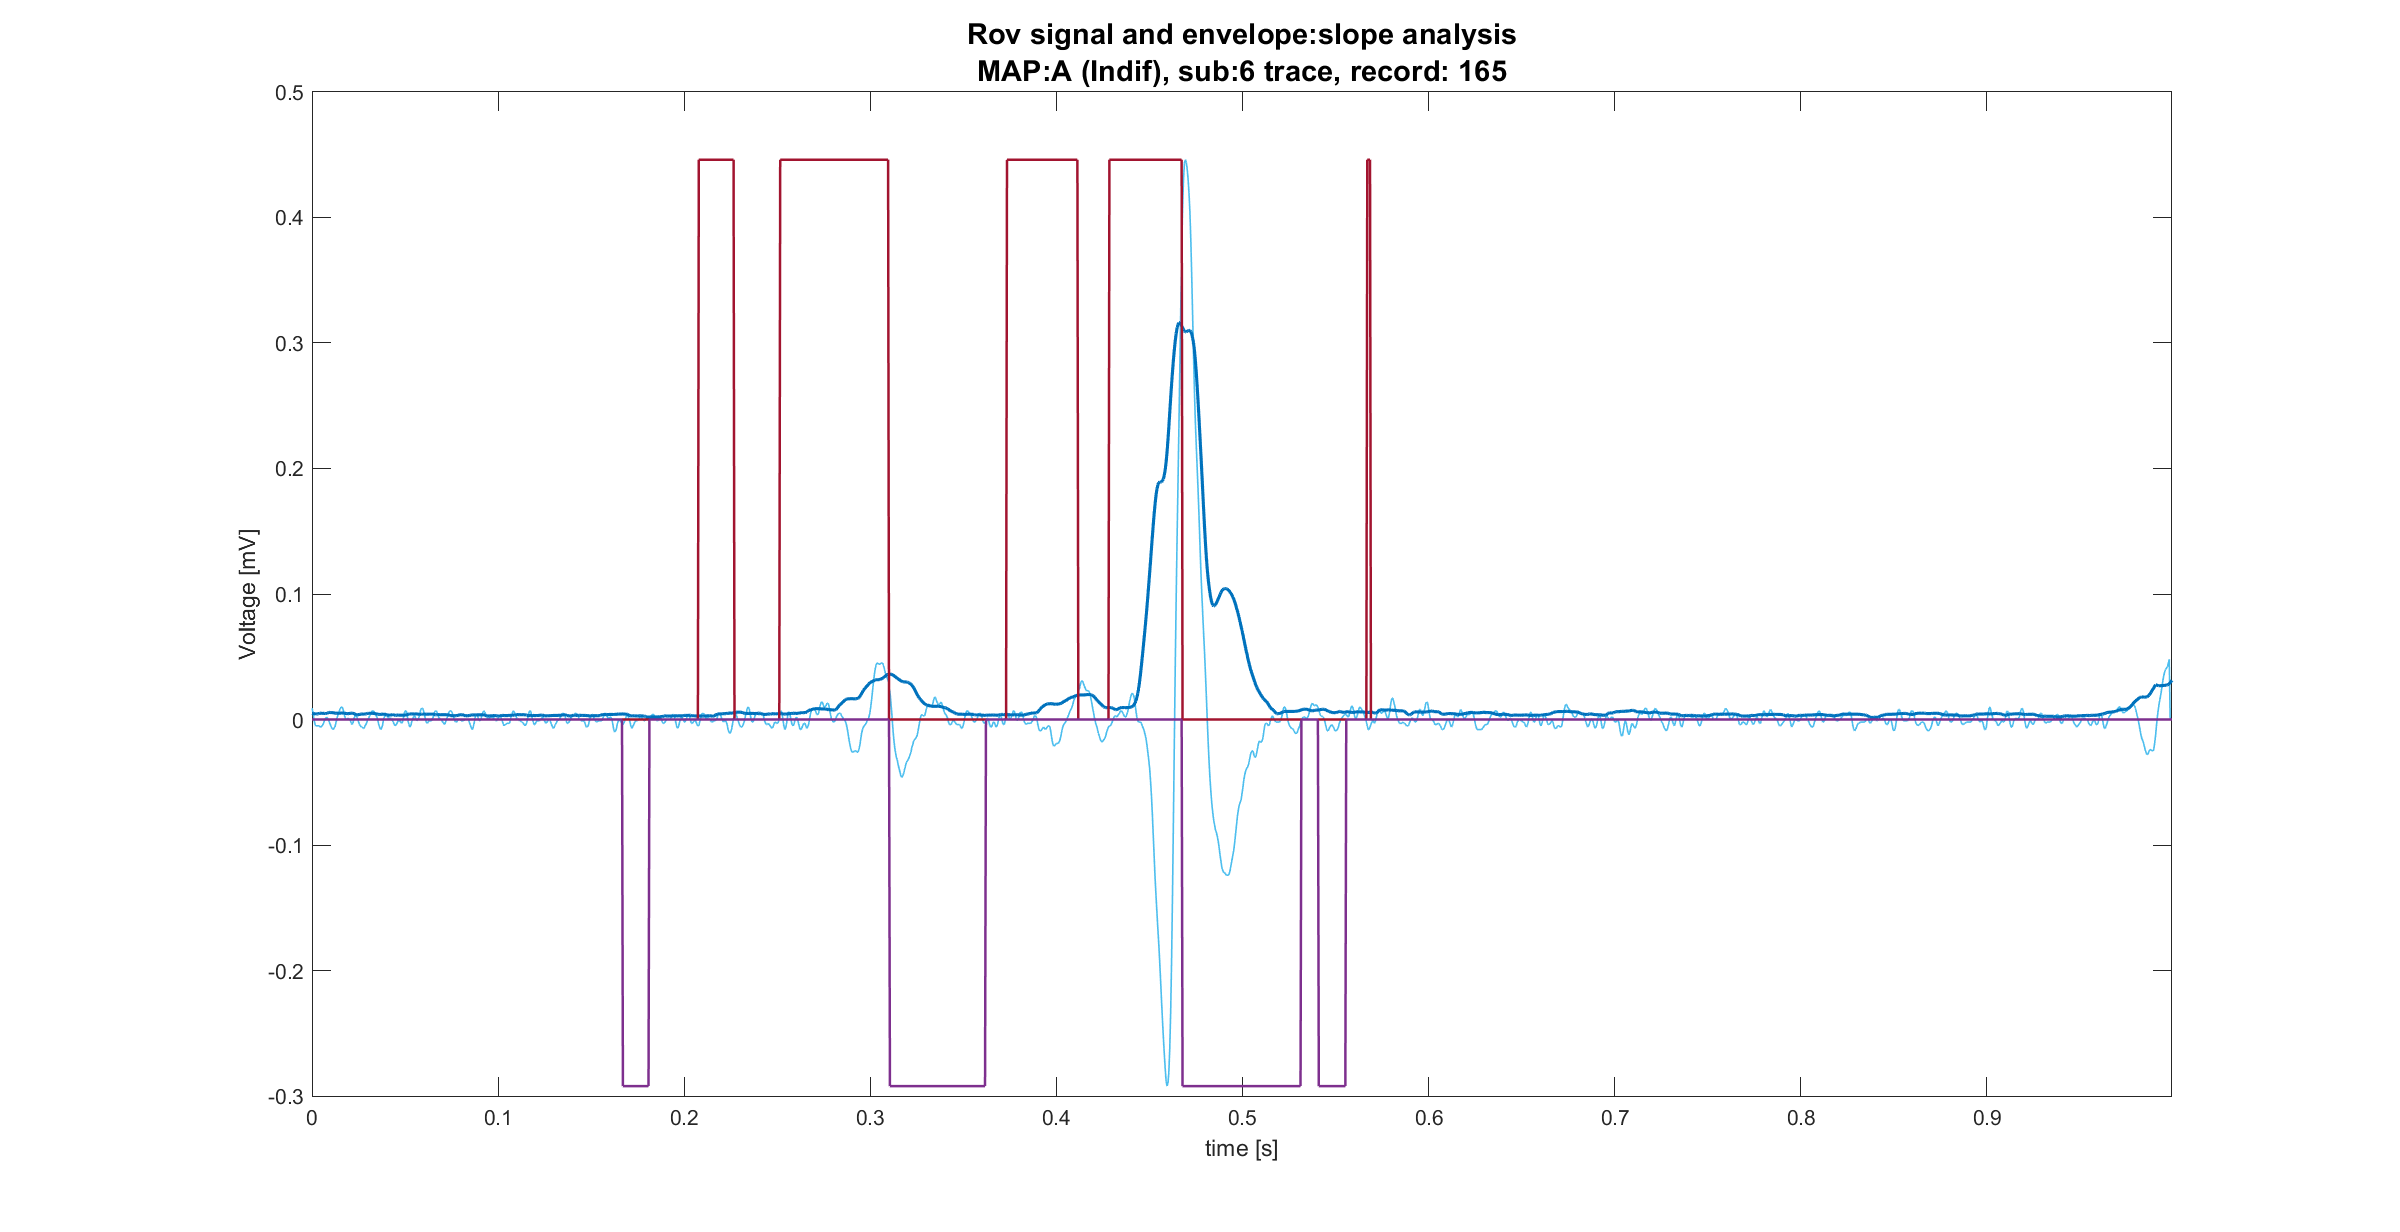 Rov signal and envelope:slope analysis
MAP:A (Indif), sub:6 trace, record: 165
0.5
0.4
0.3
0.2
0.1
0
-0.1
-0.2
-0.3
Voltage [mV]
0 0.1 0.2 0.3 0.4 0.5 0.6 0.7 0.8 0.9
time [s]